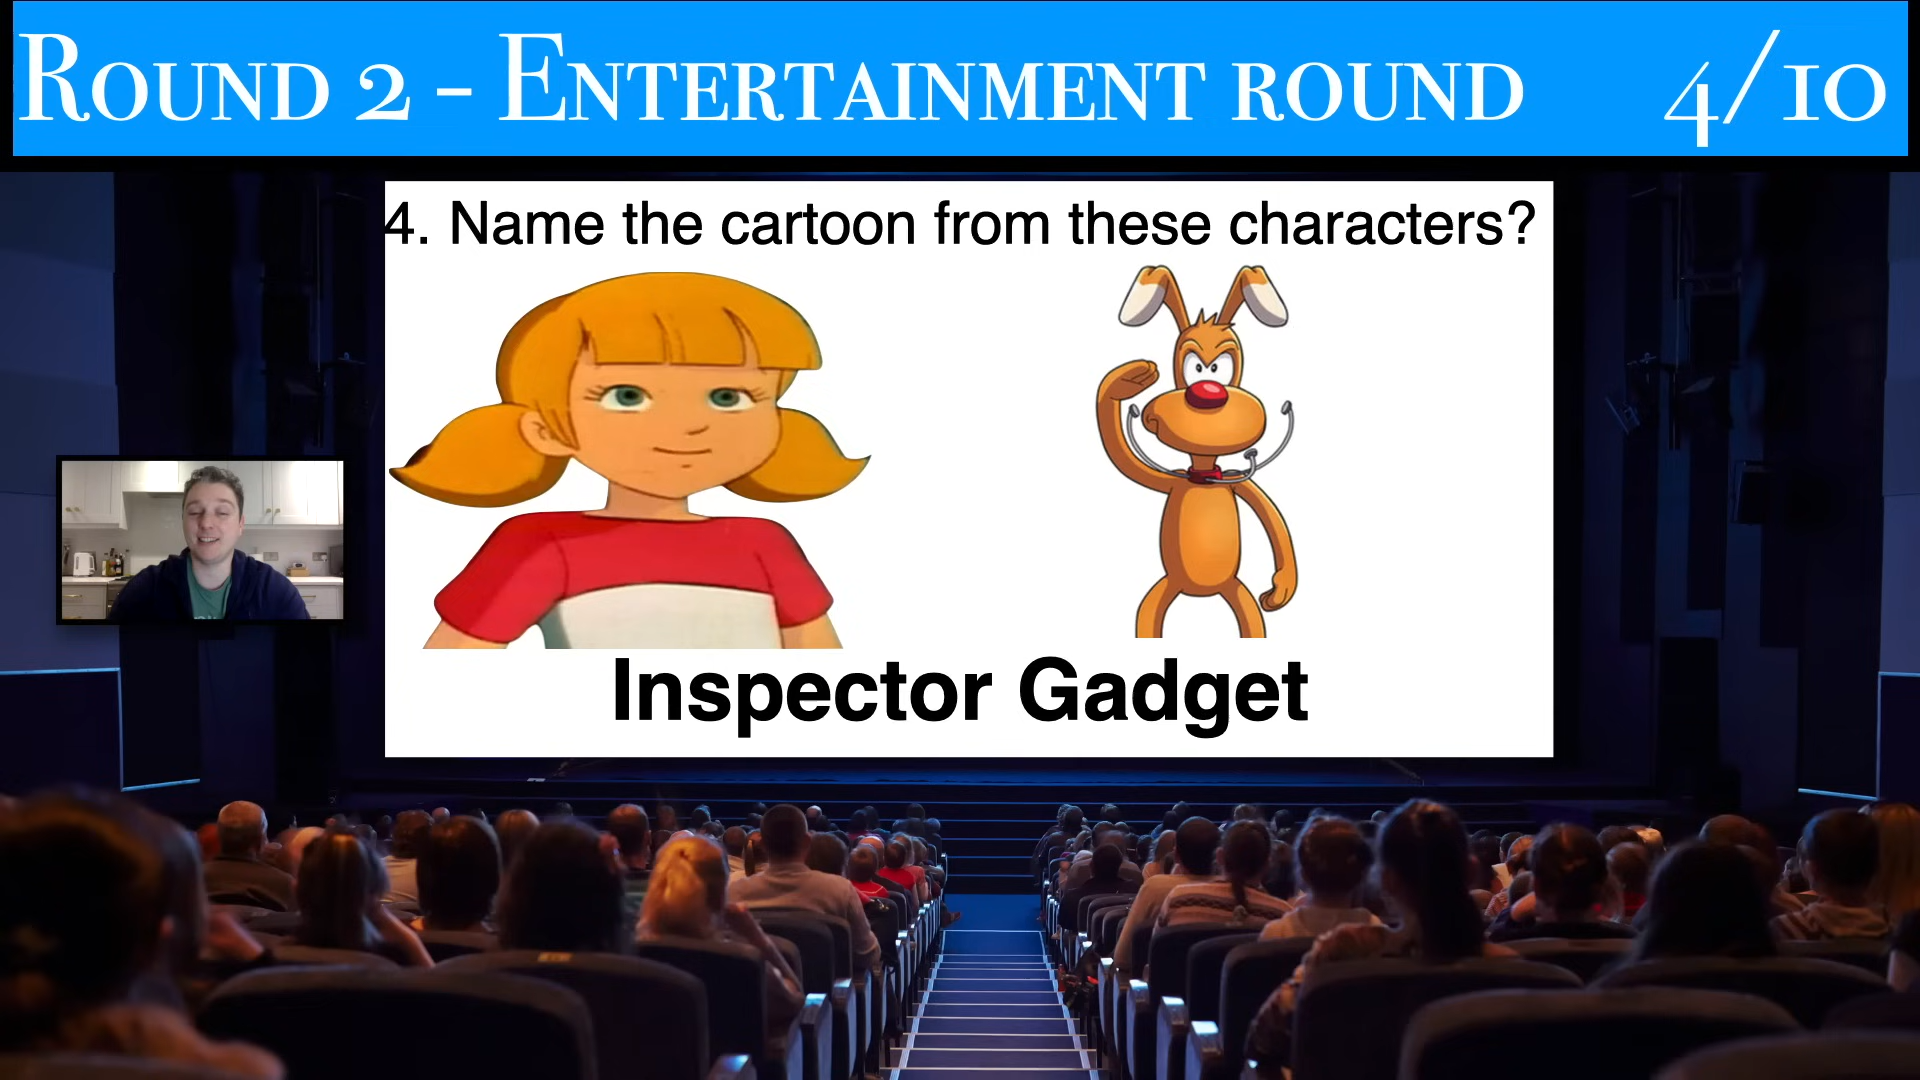 Round 2 - Entertainment round 4/10
4. Name the cartoon from these characters?
Inspector Gadget